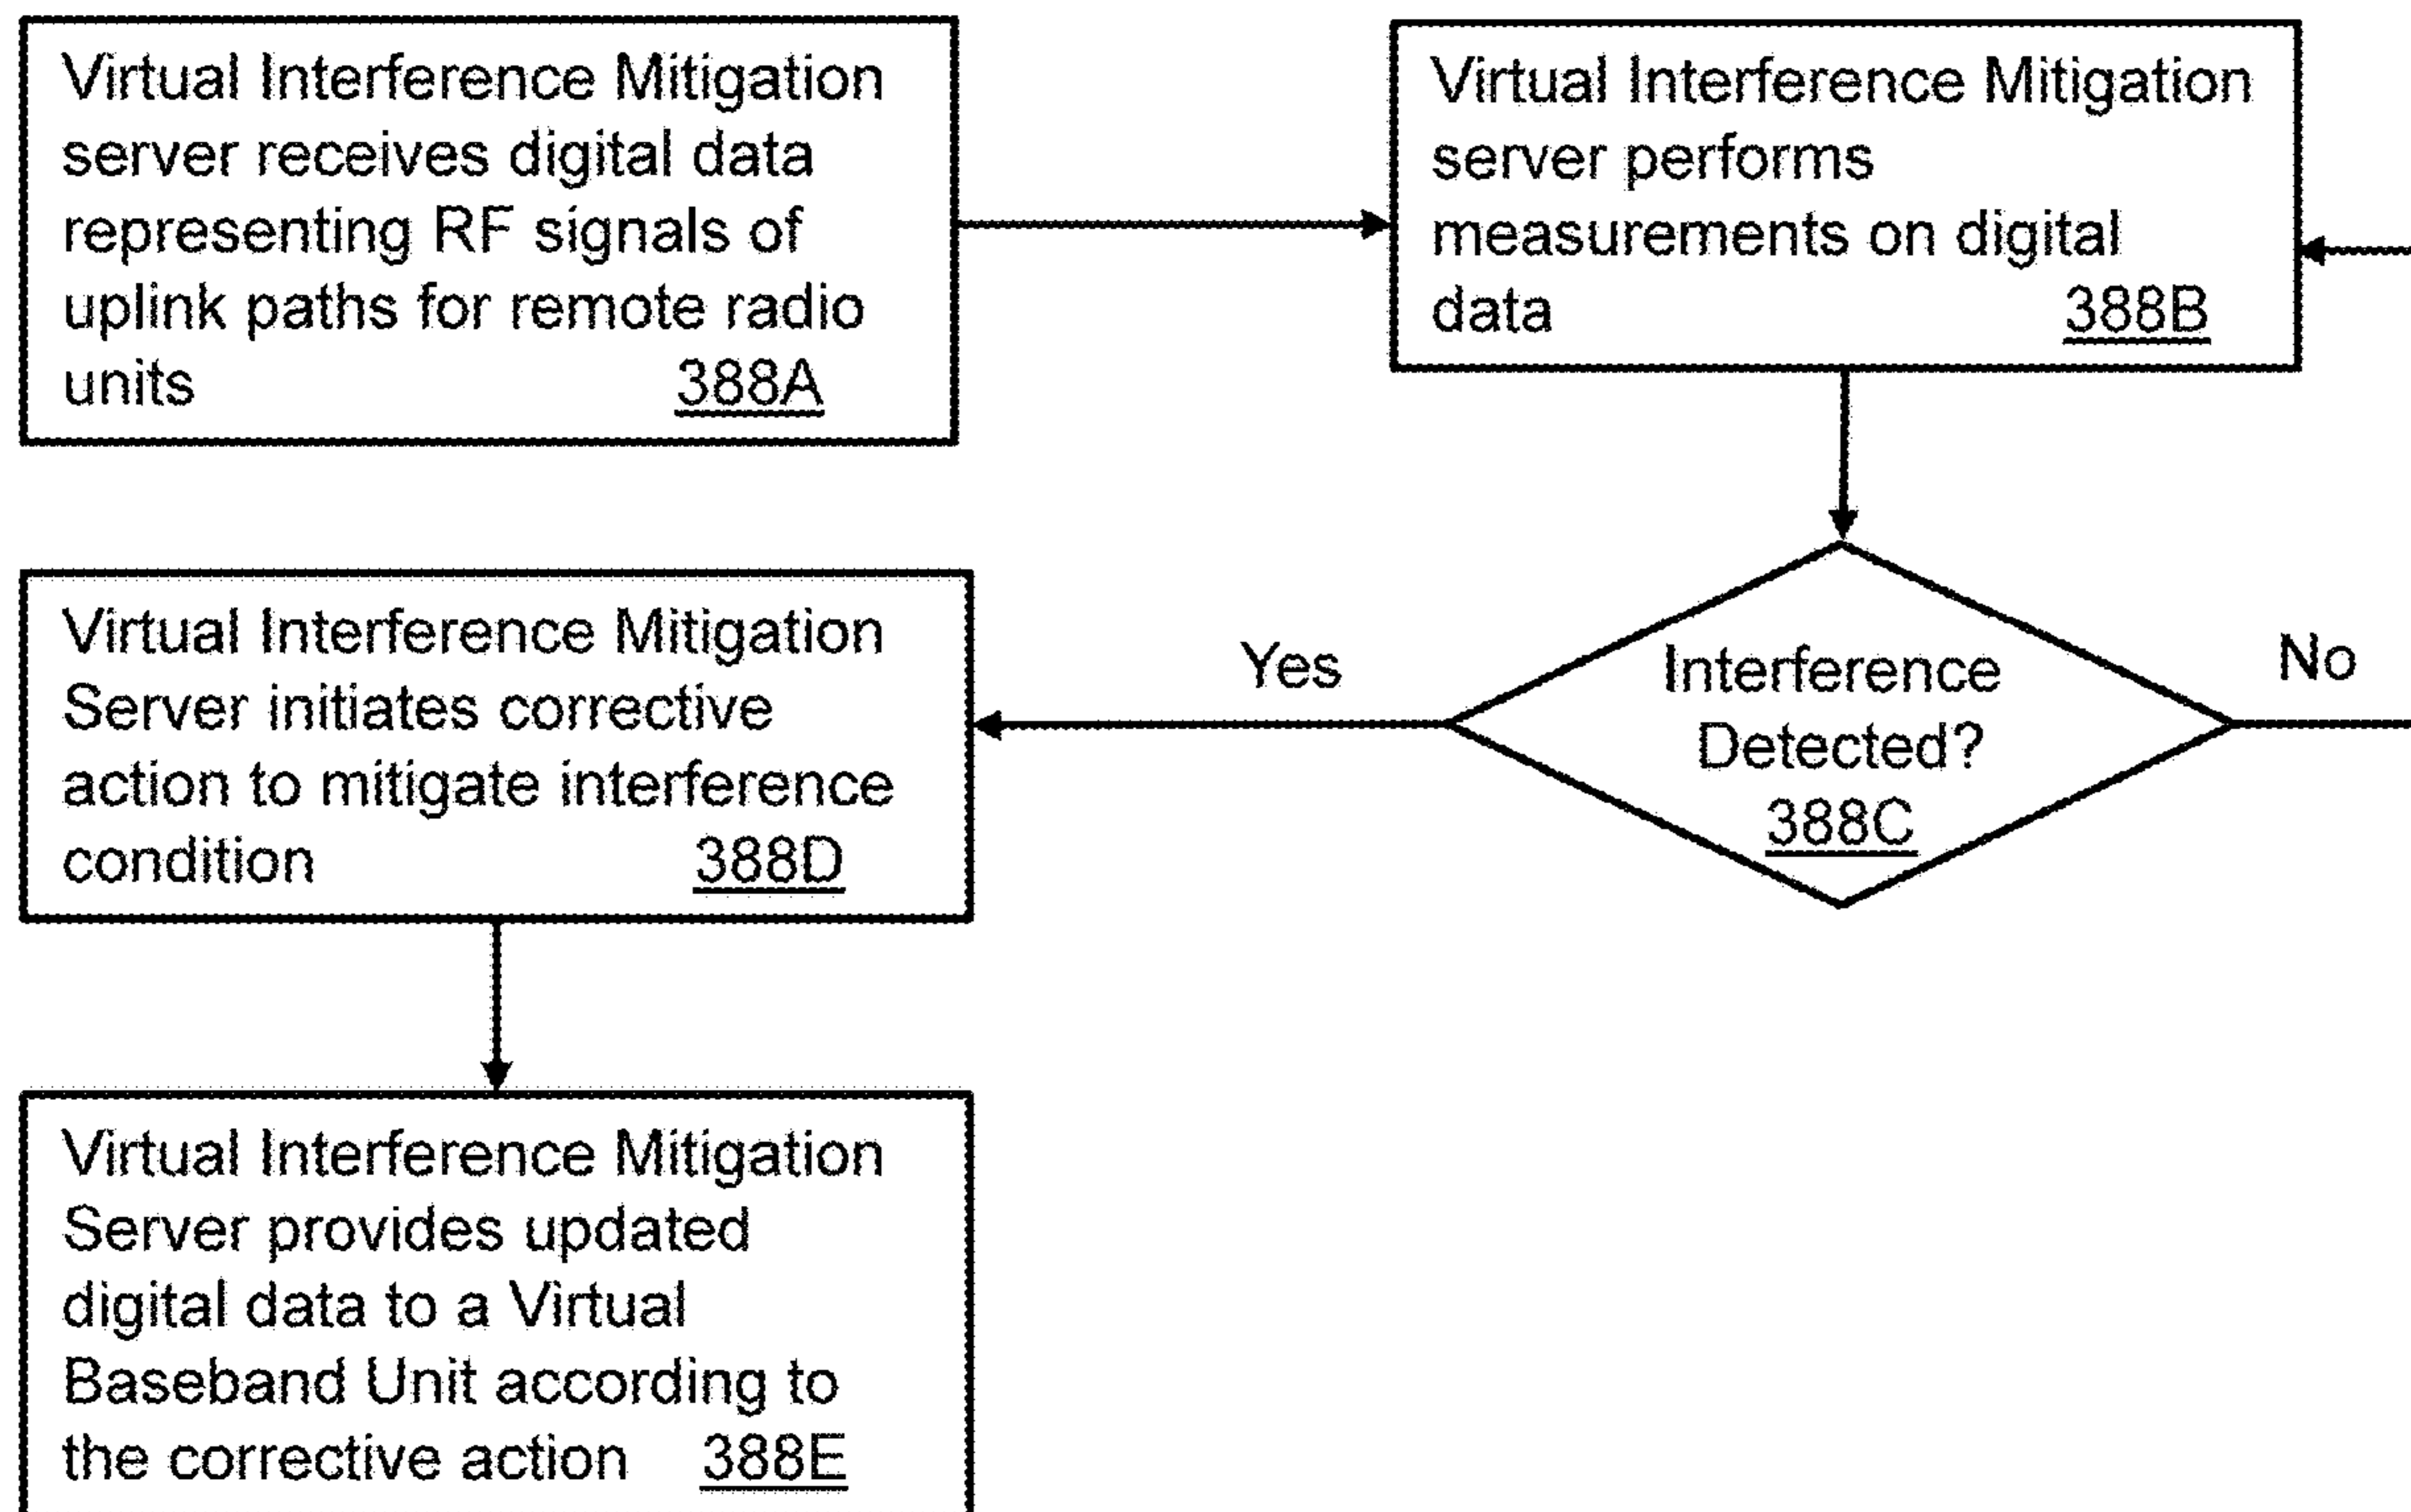 Virtual Interference Mitigation
server receives digital data
representing RF signals of
uplink paths for remote radio
units 388A
Virtual Interference Mitigation
server performs
measurements on digital
data 388B
Interference
Detected?
388C
Yes
No
Virtual Interference Mitigation
Server initiates corrective
action to mitigate interference
condition 388D
Virtual Interference Mitigation
Server provides updated
digital data to a Virtual
Baseband Unit according to
the corrective action 388E